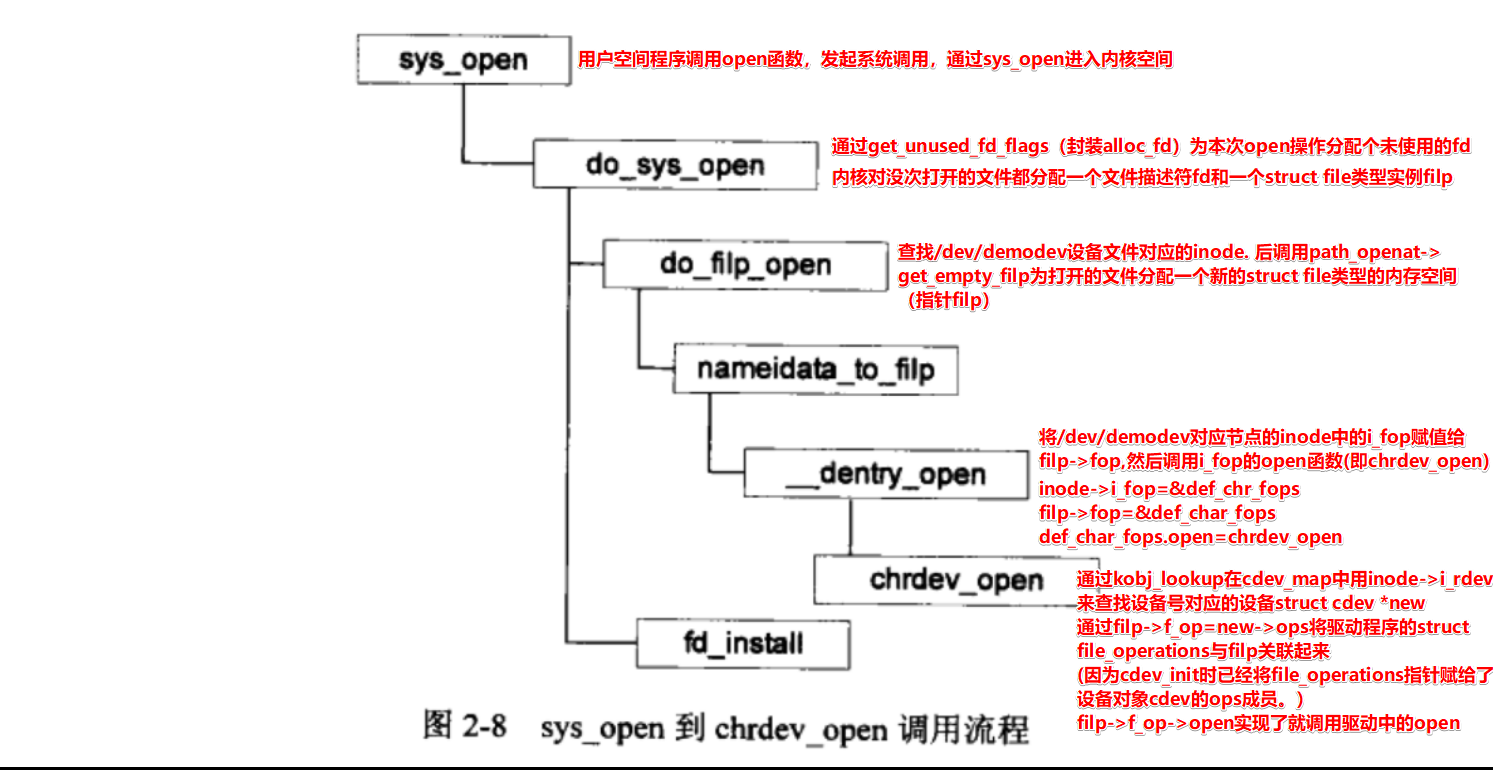 sys_open
用户空间程序调用open函数，发起系统调用，通过sys_open进入内核空间
do_sys_open
通过get_unused_fd_flags（封装alloc_fd）为本次open操作分配个未使用的fd
内核对没次打开的文件都分配一个文件描述符fd和一个struct file类型实例filp
do_filp_open
查找/dev/demodev设备文件对应的inode. 后调用path_openat->
get_empty_filp为打开的文件分配一个新的struct file类型的内存空间
（指针filp）
nameidata_to_filp
__dentry_open
将/dev/demodev对应节点的inode中的i_fop赋值给
filp->fop,然后调用i_fop的open函数(即chrdev_open)
inode->i_fop=&def_chr_fops
filp->fop=&def_char_fops
def_char_fops.open=chrdev_open
chrdev_open
通过kobj_lookup在cdev_map中用inode->i_rdev
来查找设备号对应的设备struct cdev *new
通过filp->f_op=new->ops将驱动程序的struct
file_operations与filp关联起来
(因为cdev_init时已经将file_operations指针赋给了
设备对象cdev的ops成员。)
filp->f_op->open实现了就调用驱动中的open
fd_install
图 2-8 sys_open 到 chrdev_open 调用流程